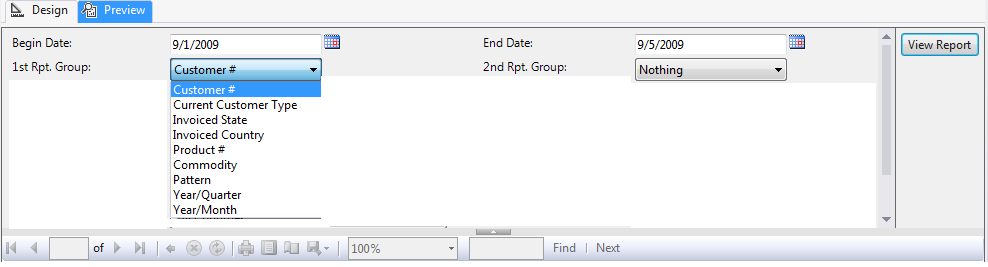 Design Preview
Begin Date: 9/1/2009 End Date: 9/5/2009 View Report
1st Rpt. Group: Customer # 2nd Rpt. Group: Nothing
Customer #
Current Customer Type
Invoiced State
Invoiced Country
Product #
Commodity
Pattern
Year/Quarter
Year/Month
of 100% Find | Next